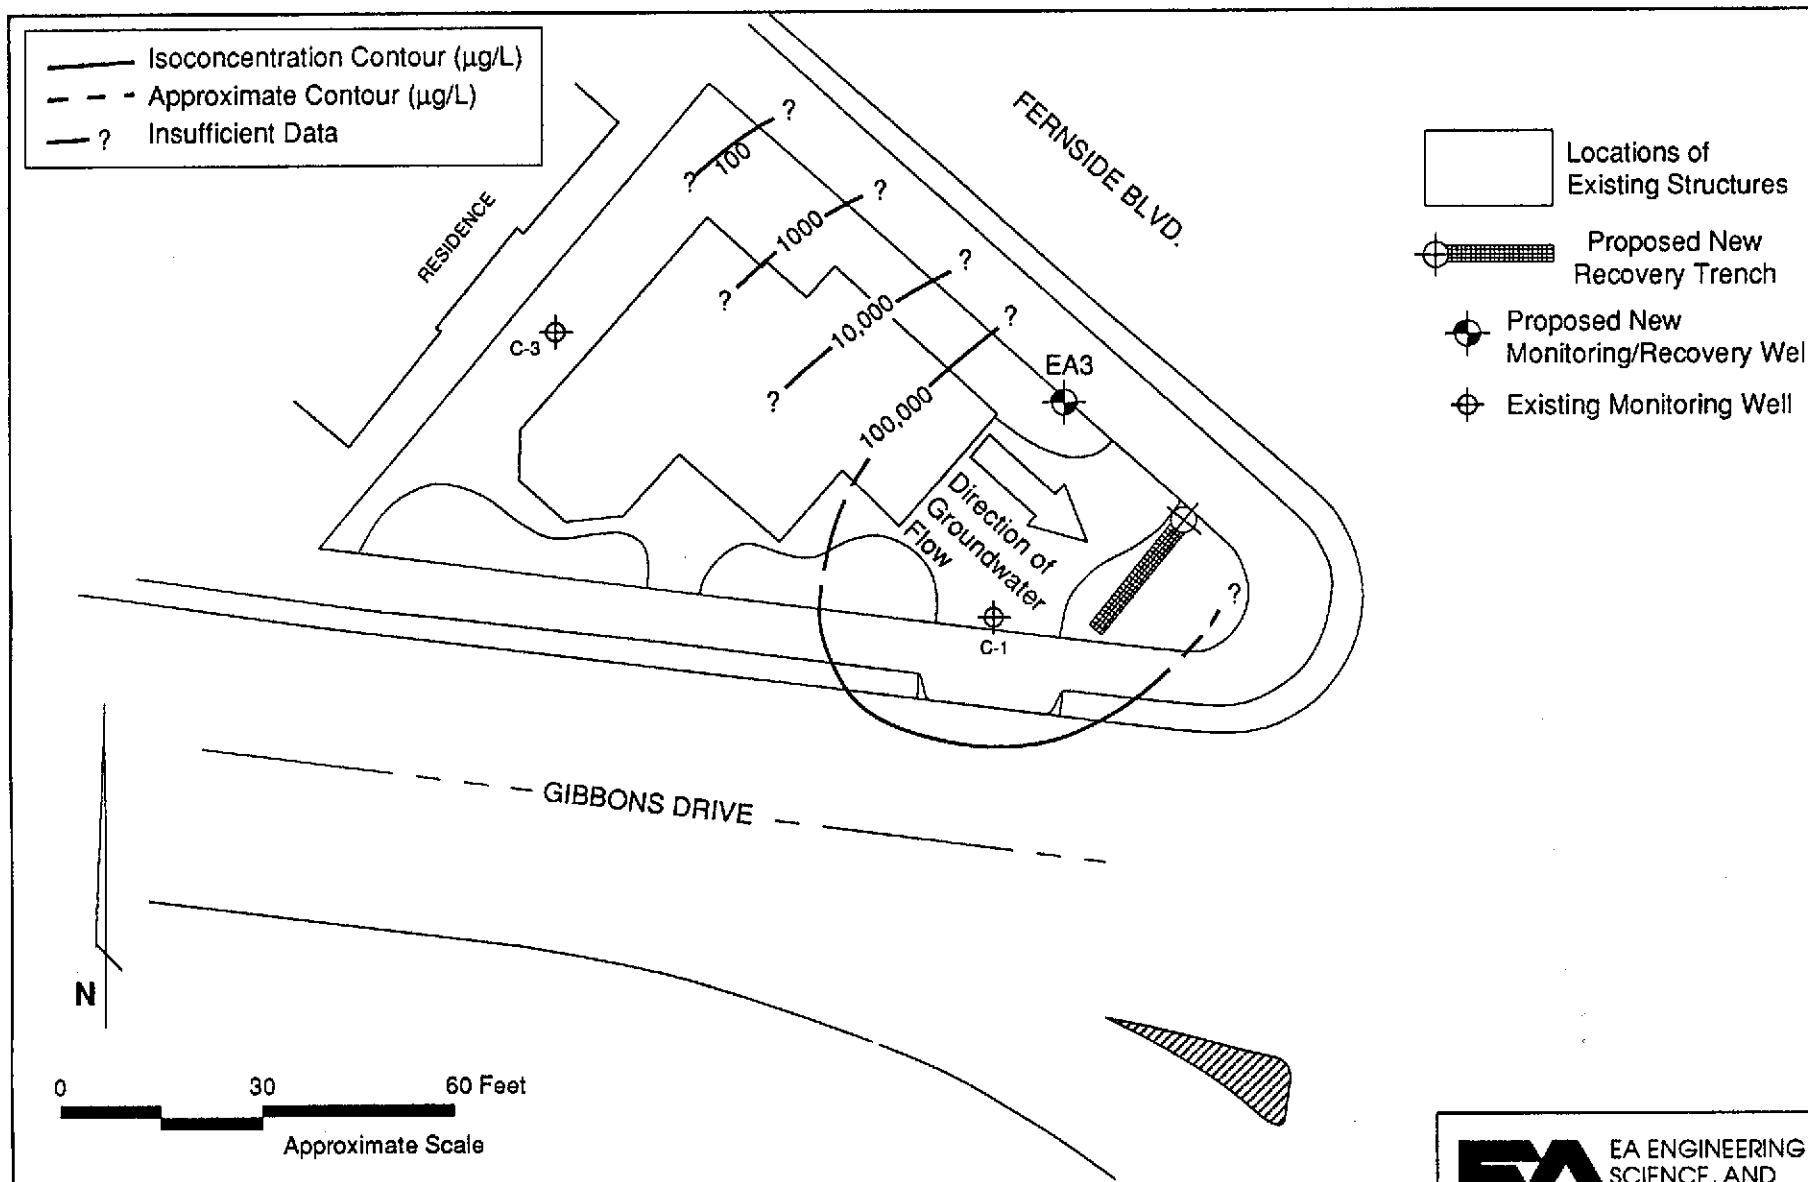 Isoconcentration Contour (µg/L)
Approximate Contour (µg/L)
? Insufficient Data
FERNSIDE BLVD.
RESIDENCE
Locations of
Existing Structures
Proposed New
Recovery Trench
Proposed New
Monitoring/Recovery Wel
Existing Monitoring Well
? 100 ?
? 1000 ?
? 10,000 ?
100,000 ?
C-3
EA3
Direction of
Groundwater
Flow
?
C-1
GIBBONS DRIVE
N
0 30 60 Feet
Approximate Scale
EA EA ENGINEERING
SCIENCE, AND